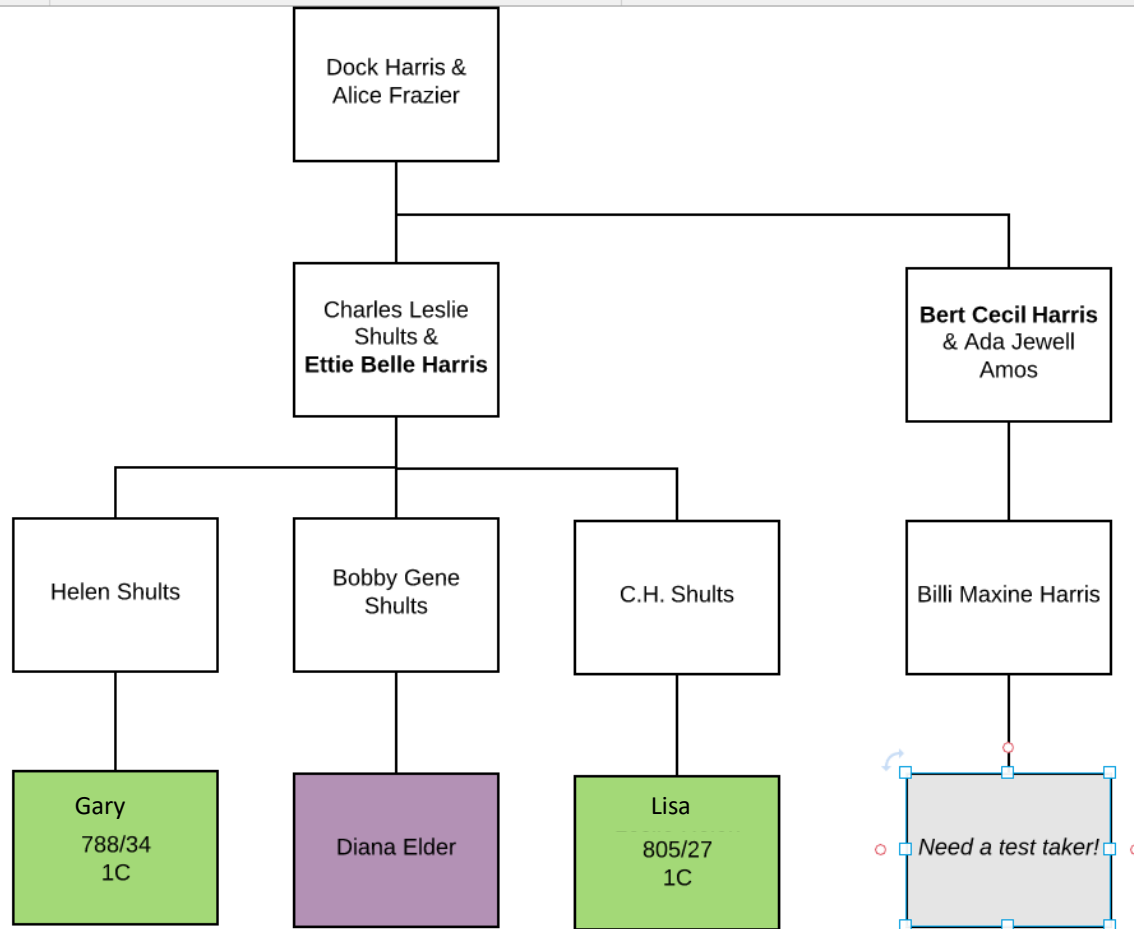 Dock Harris &
Alice Frazier
Charles Leslie
Shults &
Ettie Belle Harris
Bert Cecil Harris
& Ada Jewell
Amos
Helen Shults
Bobby Gene
Shults
C.H. Shults
Billi Maxine Harris
Gary
788/34
1C
Diana Elder
Lisa
805/27
1C
Need a test taker!